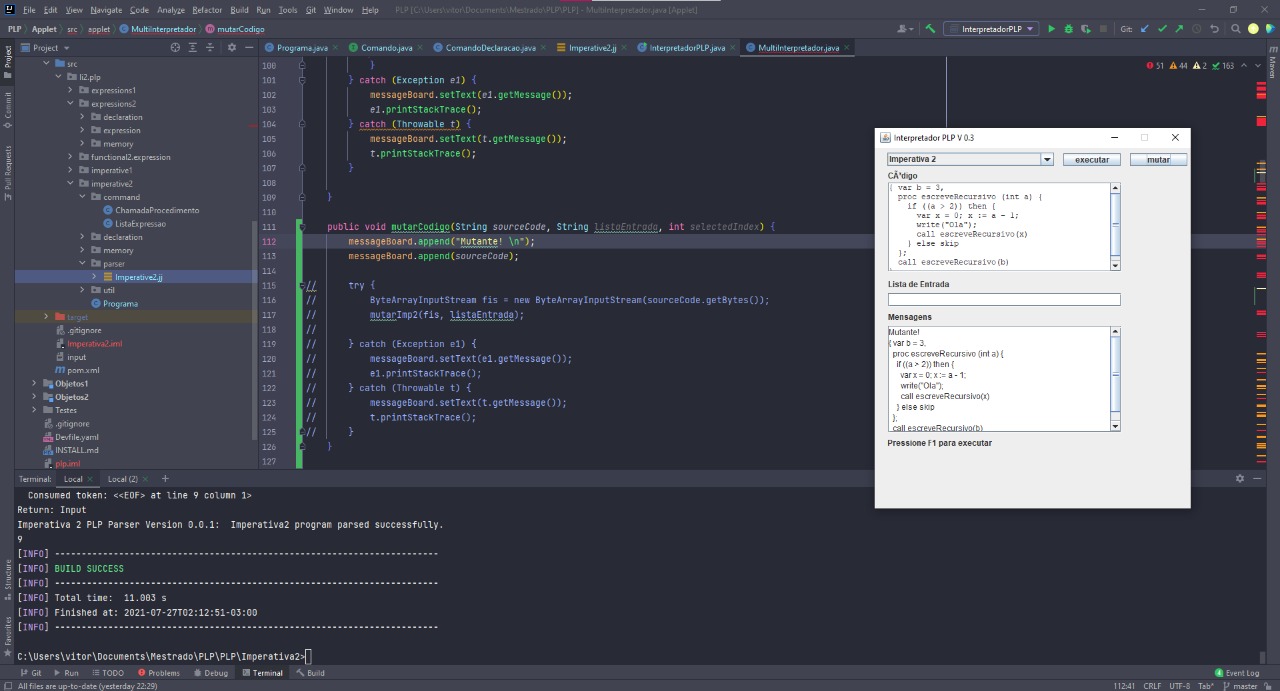 File Edit View Navigate Code Analyze Refactor Build Run Tools Git Window Help PLP [C:\Users\vitor\Documents\Mestrado\PLP\PLP] - MultiInterpretador.java [Applet]
PLP Applet src applet MultiInterpretador mutarCodigo InterpretadorPLP Git:
Project
Programa.java Comando.java ComandoDeclaracao.java Imperative2.jj InterpretadorPLP.java MultiInterpretador.java
51 44 2 163
Project
Commit
Pull Requests
Structure
Favorites
Maven
src
li2.plp
expressions1
expressions2
declaration
expression
memory
functional2.expression
imperative1
imperative2
command
ChamadaProcedimento
ListaExpressao
declaration
memory
parser
Imperative2.jj
util
Programa
target
.gitignore
Imperativa2.iml
input
pom.xml
Objetos1
Objetos2
Testes
.gitignore
Devfile.yaml
INSTALL.md
plp.iml
100 }
101 } catch (Exception e1) {
102 messageBoard.setText(e1.getMessage());
103 e1.printStackTrace();
104 } catch (Throwable t) {
105 messageBoard.setText(t.getMessage());
106 t.printStackTrace();
107 }
108
109 }
110
111 public void mutarCodigo(String sourceCode, String listaEntrada, int selectedIndex) {
112 messageBoard.append("Mutante! \n");
113 messageBoard.append(sourceCode);
114
115 // try {
116 // ByteArrayInputStream fis = new ByteArrayInputStream(sourceCode.getBytes());
117 // mutarImp2(fis, listaEntrada);
118 //
119 // } catch (Exception e1) {
120 // messageBoard.setText(e1.getMessage());
121 // e1.printStackTrace();
122 // } catch (Throwable t) {
123 // messageBoard.setText(t.getMessage());
124 // t.printStackTrace();
125 // }
126 }
127
Interpretador PLP V 0.3
Imperativa 2 executar mutar
CÃ³digo
{ var b = 3,
proc escreveRecursivo (int a) {
if ((a > 2)) then {
var x = 0; x := a - 1;
write("Ola");
call escreveRecursivo(x)
} else skip
};
call escreveRecursivo(b)
Lista de Entrada
Mensagens
Mutante!
{ var b = 3,
proc escreveRecursivo (int a) {
if ((a > 2)) then {
var x = 0; x := a - 1;
write("Ola");
call escreveRecursivo(x)
} else skip
};
call escreveRecursivo(b)
Pressione F1 para executar
Terminal: Local Local (2)
Consumed token: <<EOF> at line 9 column 1>
Return: Input
Imperativa 2 PLP Parser Version 0.0.1: Imperativa2 program parsed successfully.
9
[INFO] ------------------------------------------------------------------------
[INFO] BUILD SUCCESS
[INFO] ------------------------------------------------------------------------
[INFO] Total time: 11.003 s
[INFO] Finished at: 2021-07-27T02:12:51-03:00
[INFO] ------------------------------------------------------------------------
C:\Users\vitor\Documents\Mestrado\PLP\PLP\Imperativa2>
Git Run TODO Problems Debug Terminal Build 4 Event Log
All files are up-to-date (yesterday 22:29) 112:41 CRLF UTF-8 Tab* master